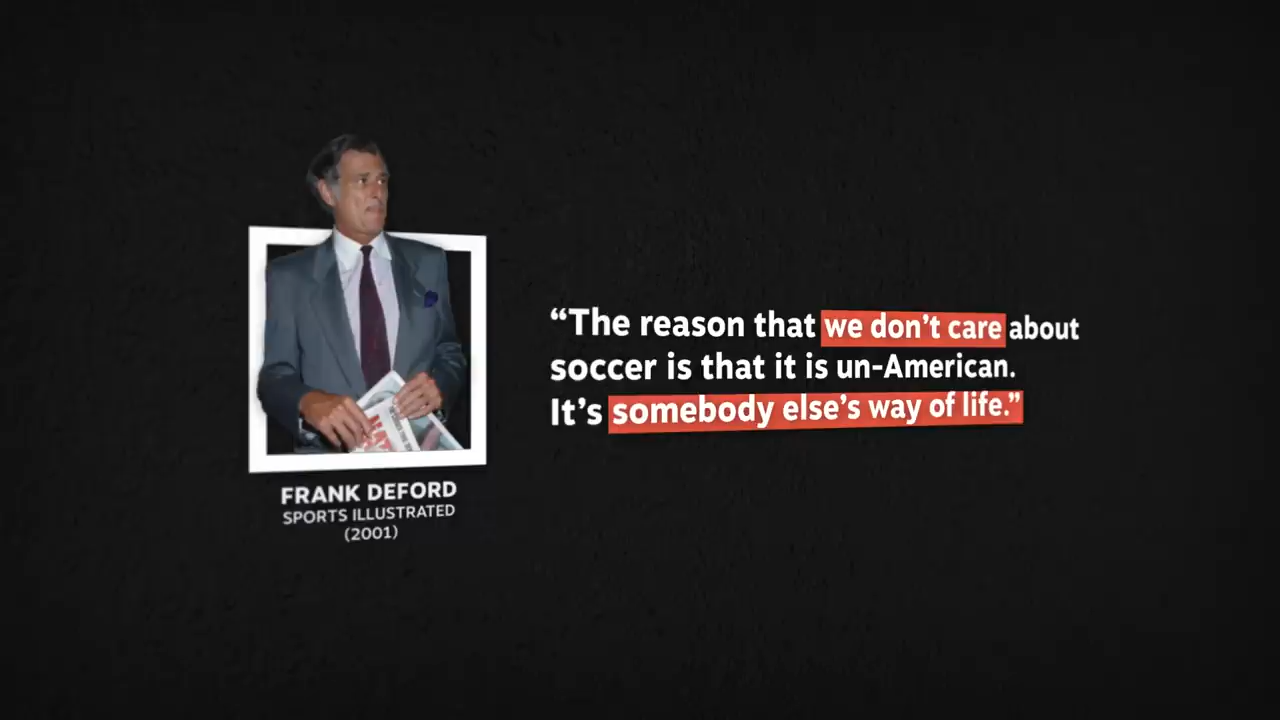 “The reason that we don’t care about
soccer is that it is un-American.
It’s somebody else’s way of life.”
FRANK DEFORD
SPORTS ILLUSTRATED
(2001)